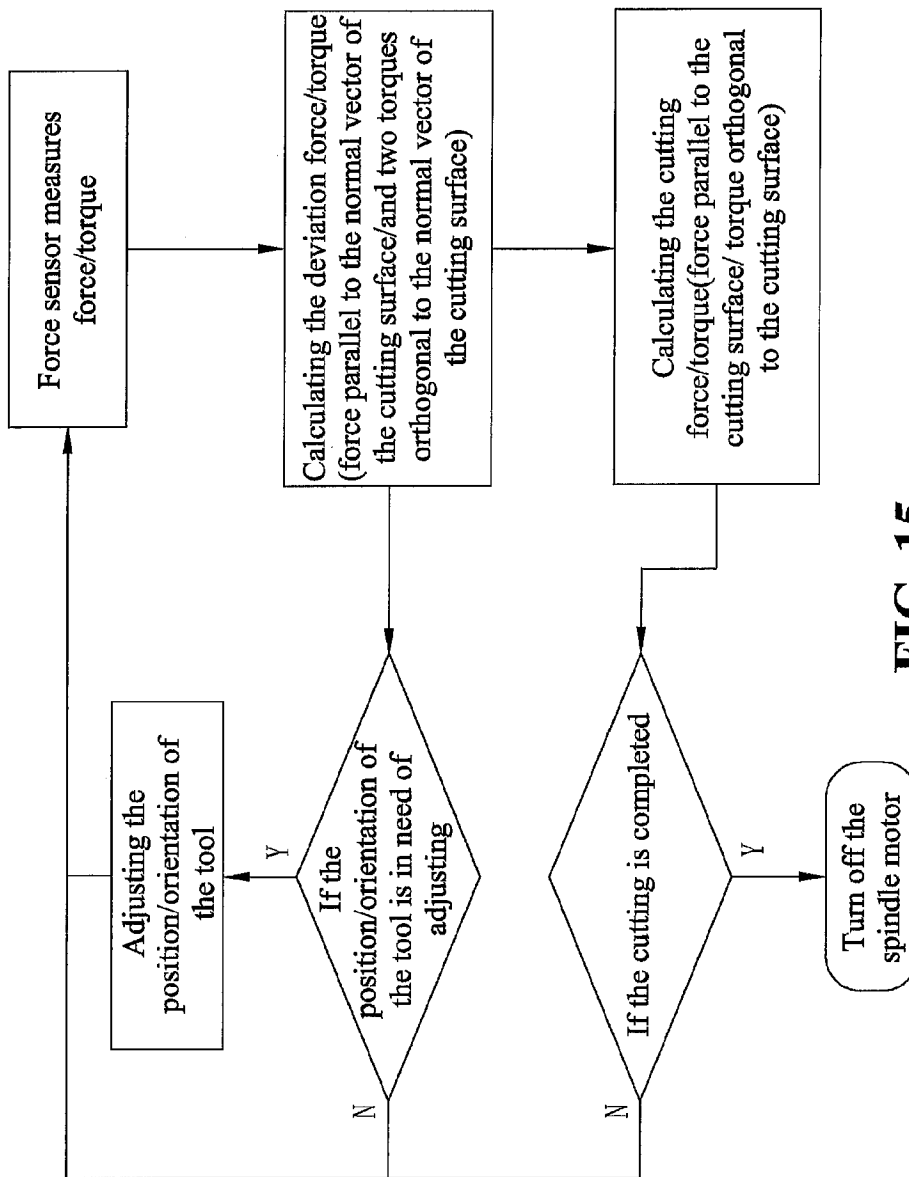 Force sensor measures
force/torque
Calculating the deviation force/torque
(force parallel to the normal vector of
the cutting surface/and two torques
orthogonal to the normal vector of
the cutting surface)
Calculating the cutting
force/torque(force parallel to the
cutting surface/ torque orthogonal
to the cutting surface)
Adjusting the
position/orientation of
the tool
Y
If the
position/orientation of
the tool is in need of
adjusting
N
If the cutting is completed
Y
N
Turn off the
spindle motor
FIG. 15